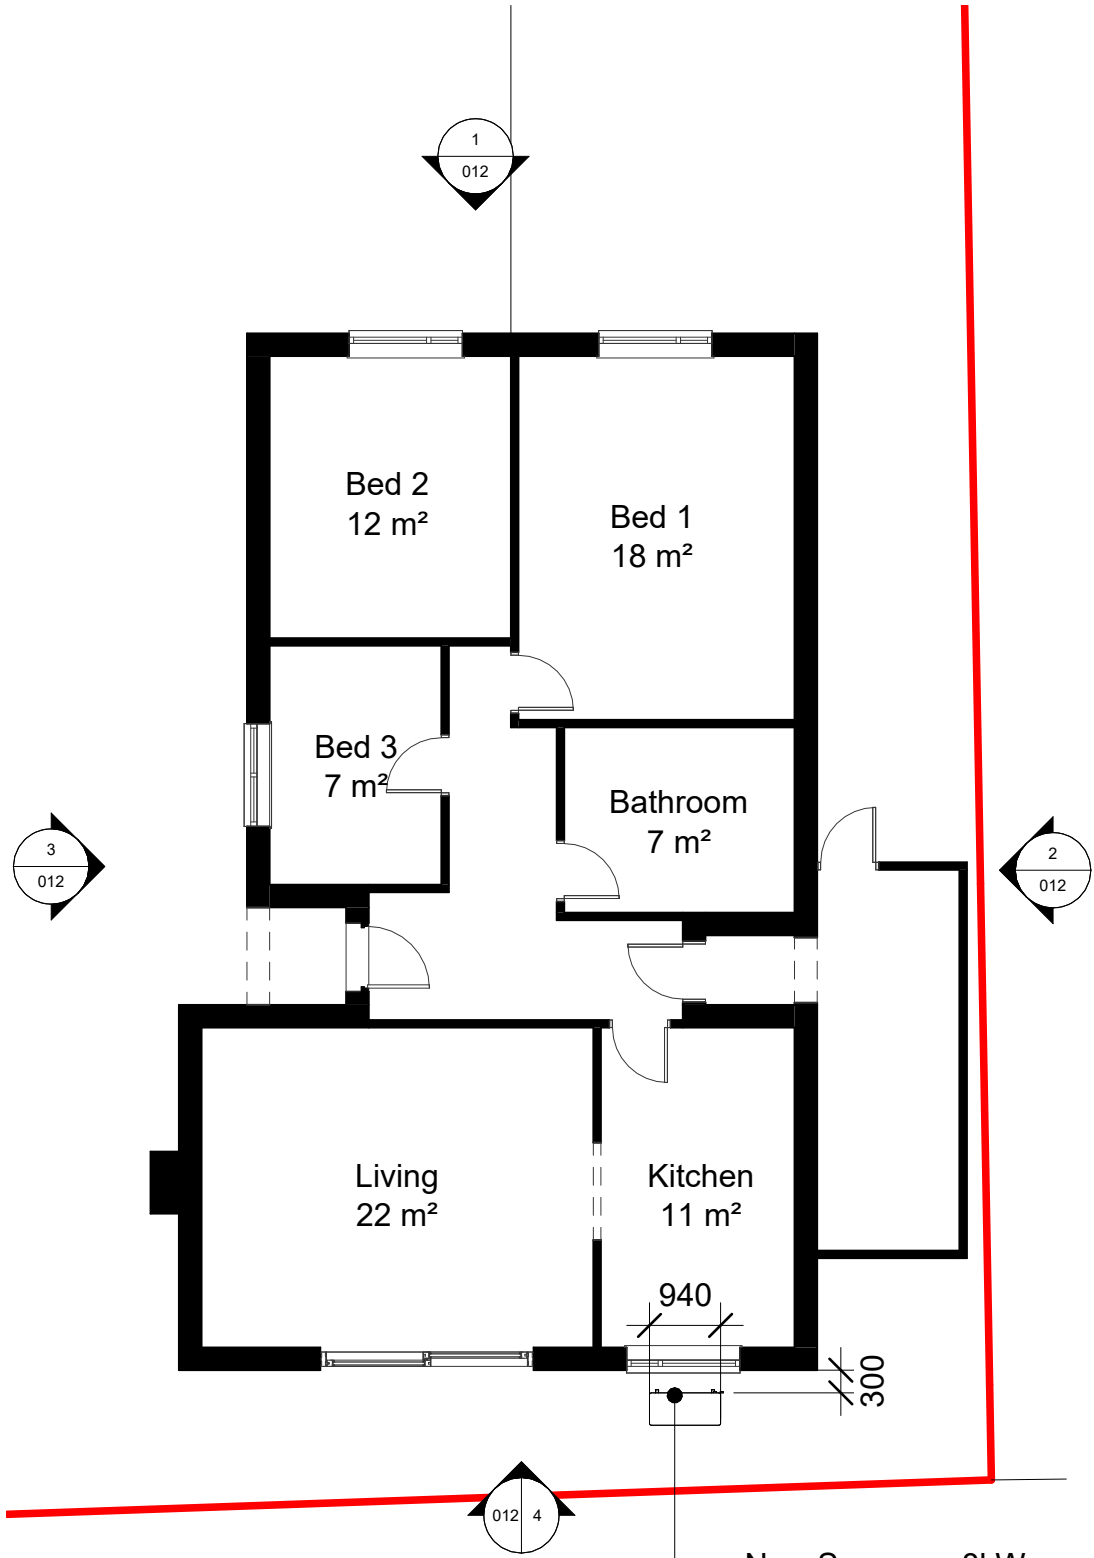 1
012
Bed 2
12 m²
Bed 1
18 m²
Bed 3
7 m²
Bathroom
7 m²
3
012
2
012
Living
22 m²
Kitchen
11 m²
940
300
012 4